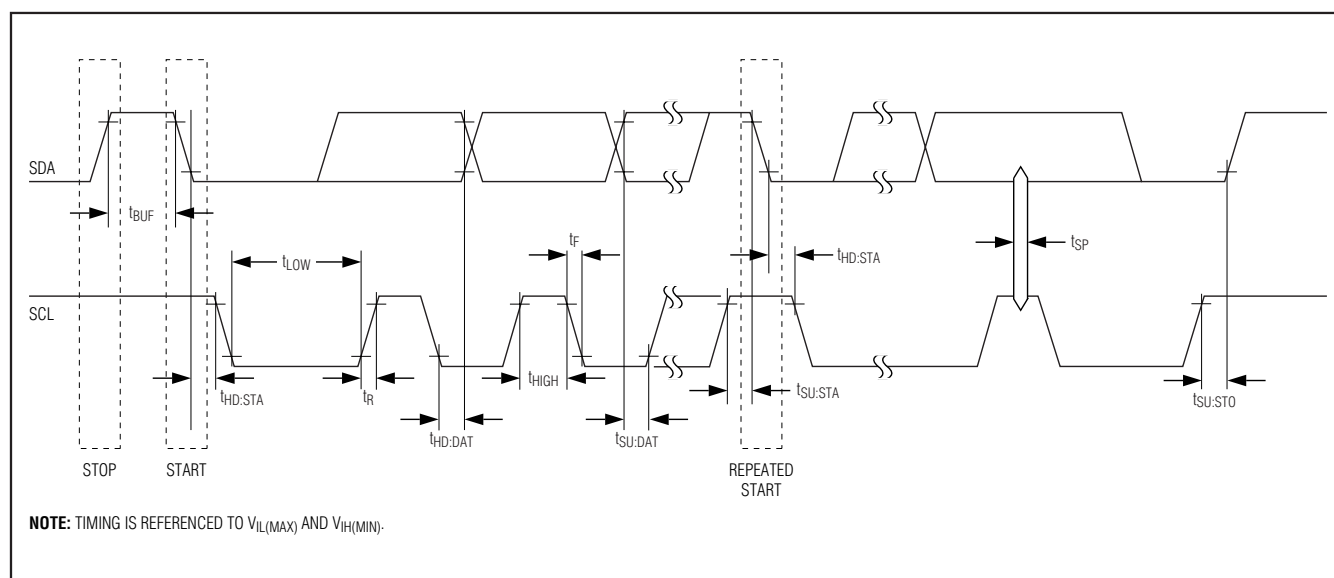 SDA
tBUF
tF
tSP
tLOW
tHD:STA
SCL
tHD:STA
tR
tHIGH
tSU:STA
tSU:STO
tHD:DAT
tSU:DAT
STOP
START
REPEATED
START
NOTE: TIMING IS REFERENCED TO VIL(MAX) AND VIH(MIN).